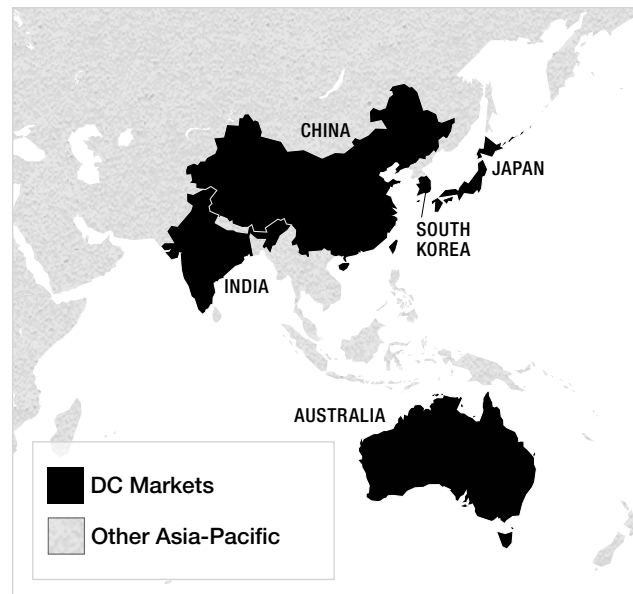 CHINA
JAPAN
SOUTH
KOREA
INDIA
AUSTRALIA
DC Markets
Other Asia-Pacific